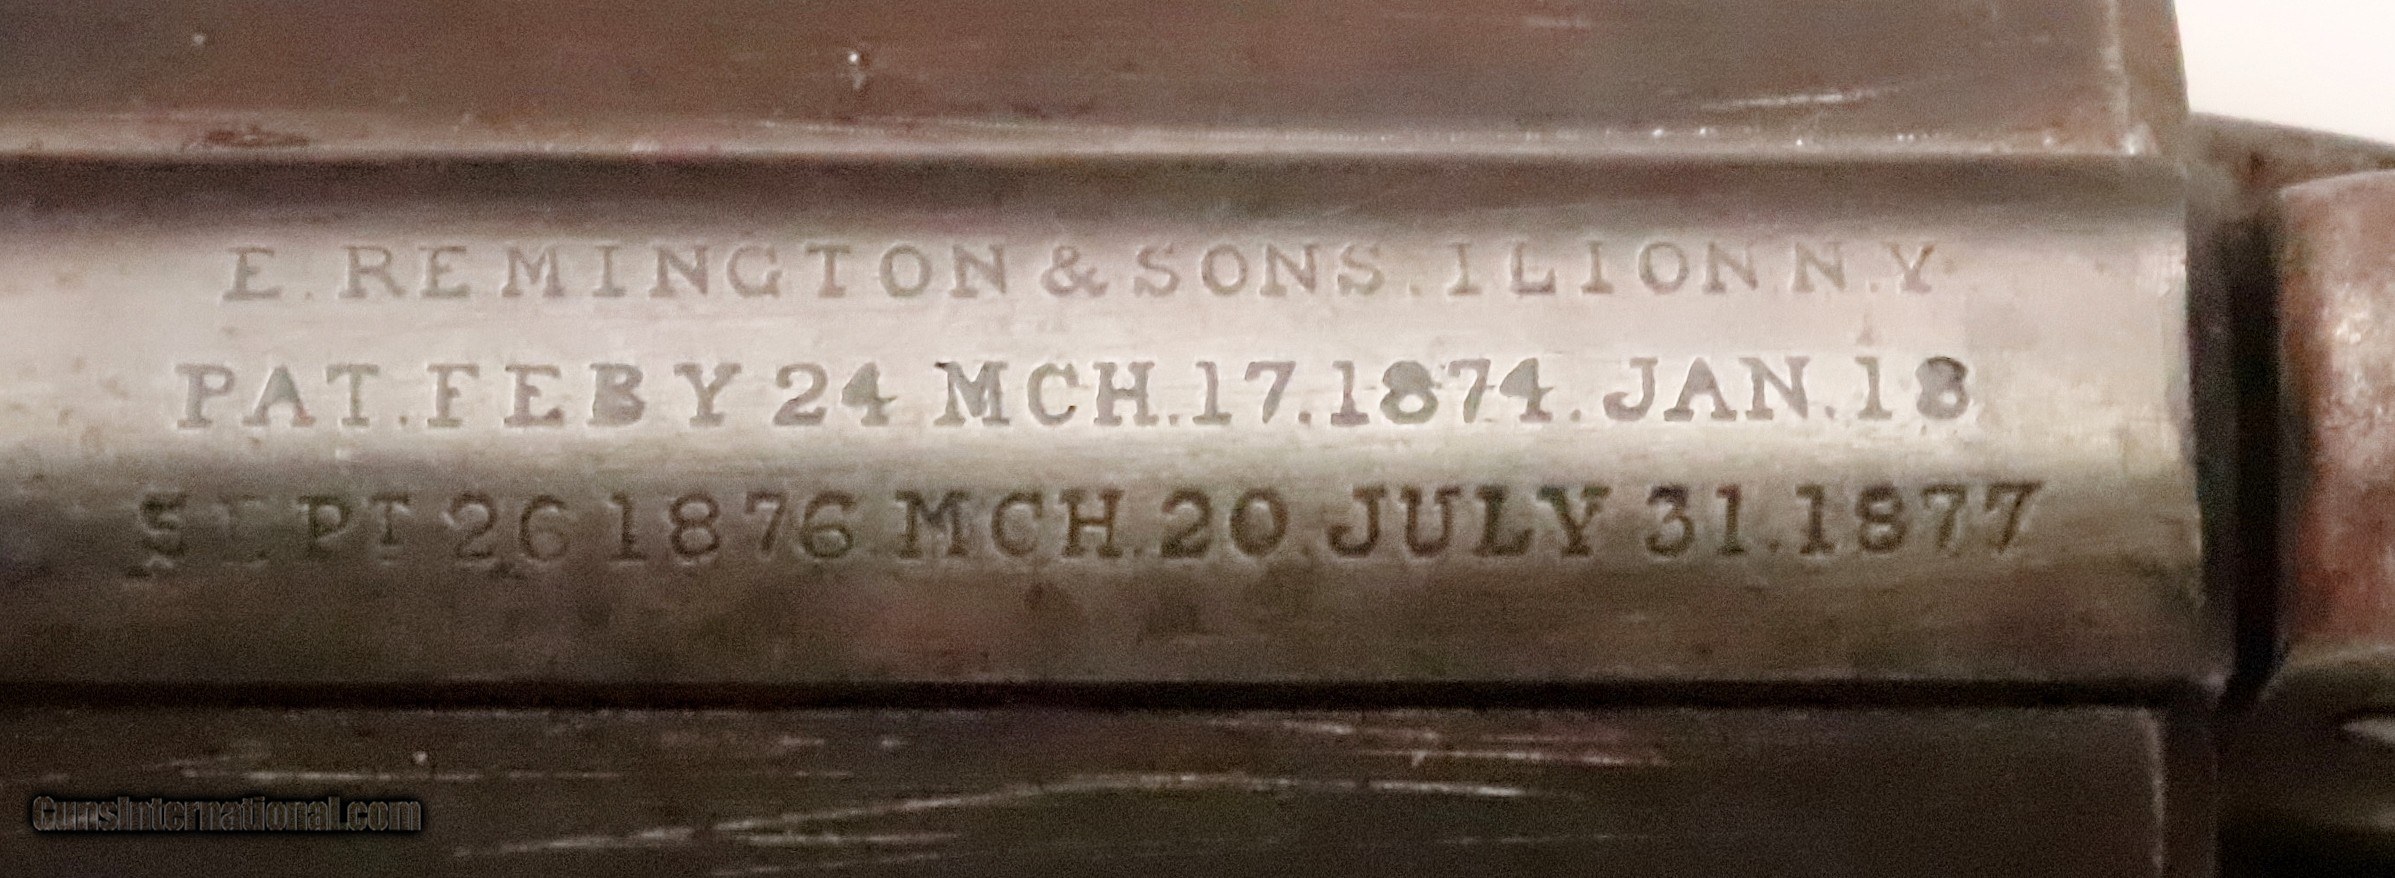 E. REMINGTON & SONS. ILION N.Y.
PAT. FEBY 24 MCH. 17. 1874. JAN. 18
SEPT 26 1876 MCH. 20. JULY 31. 1877
GunsInternational.com